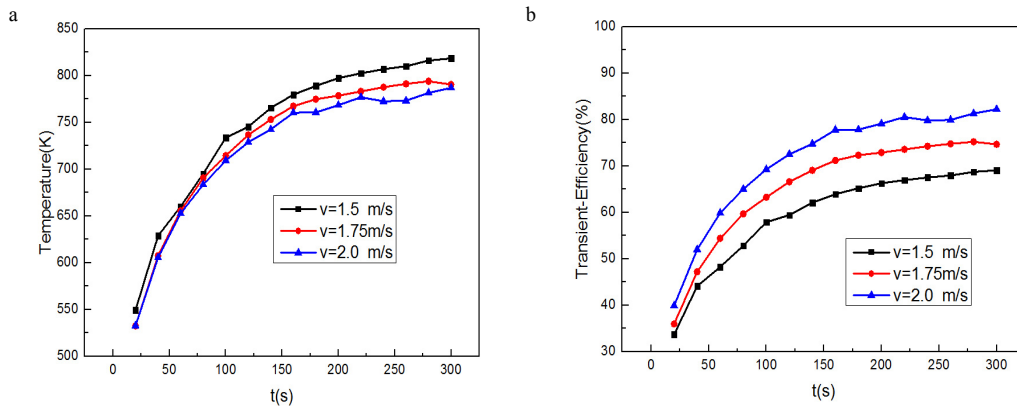 a
850
800
750
700
650
600
550
500
Temperature(K)
0
50
100
150
200
250
300
t(s)
v=1.5 m/s
v=1.75m/s
v=2.0 m/s
b
100
90
80
70
60
50
40
30
Transient-Efficiency(%)
0
50
100
150
200
250
300
t(s)
v=1.5 m/s
v=1.75m/s
v=2.0 m/s